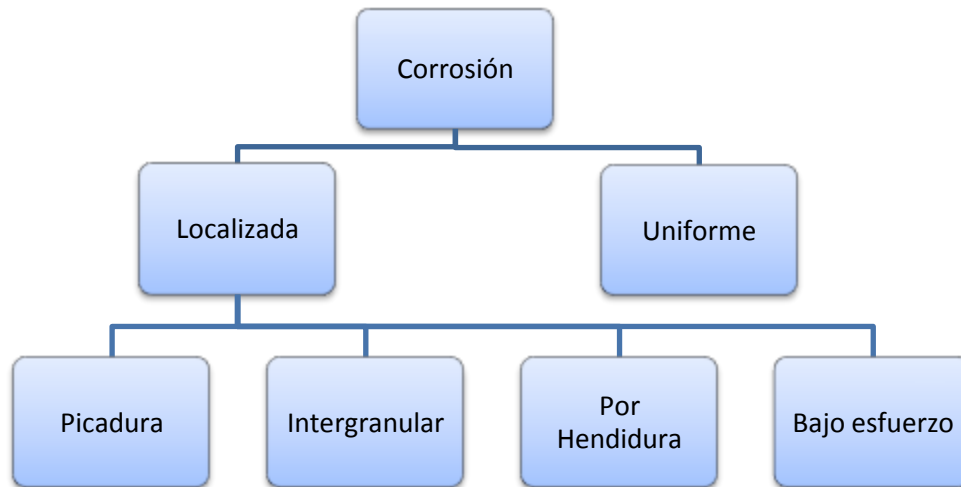 Corrosión
Localizada
Uniforme
Picadura
Intergranular
Por
Hendidura
Bajo esfuerzo